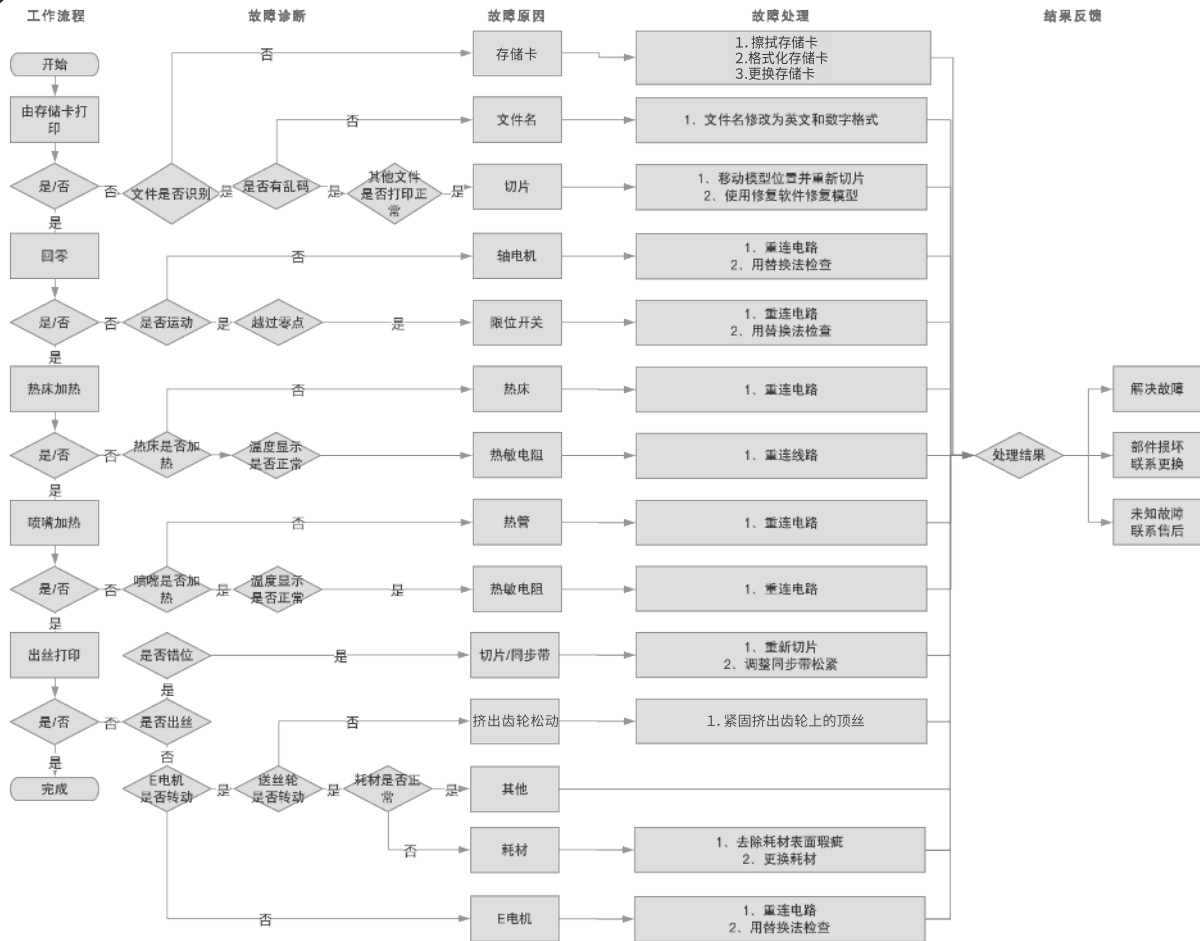 工作流程
故障诊断
故障原因
故障处理
结果反馈
开始
否
存储卡
1.擦拭存储卡
2.格式化存储卡
3.更换存储卡
由存储卡打
印
否
文件名
1、文件名修改为英文和数字格式
是/否
否
文件是否识别
是
是否有乱码
是
其他文件
是否打印正
常
是
切片
1、移动模型位置并重新切片
2、使用修复软件修复模型
是
回零
否
轴电机
1、重连电路
2、用替换法检查
是/否
否
是否运动
是
越过零点
是
限位开关
1、重连电路
2、用替换法检查
是
热床加热
否
热床
1、重连电路
解决故障
是/否
否
热床是否加
热
温度显示
是否正常
热敏电阻
1、重连线路
处理结果
部件损坏
联系更换
是
喷嘴加热
否
热管
1、重连电路
未知故障
联系售后
是/否
否
喷嘴是否加
热
是
温度显示
是否正常
是
热敏电阻
1、重连电路
是
出丝打印
是否错位
是
切片/同步带
1、重新切片
2、调整同步带松紧
是
是/否
否
是否出丝
否
挤出齿轮松动
1.紧固挤出齿轮上的顶丝
是
否
完成
E电机
是否转动
是
送丝轮
是否转动
是
耗材是否正
常
是
其他
否
耗材
1、去除耗材表面瑕疵
2、更换耗材
否
E电机
1、重连电路
2、用替换法检查